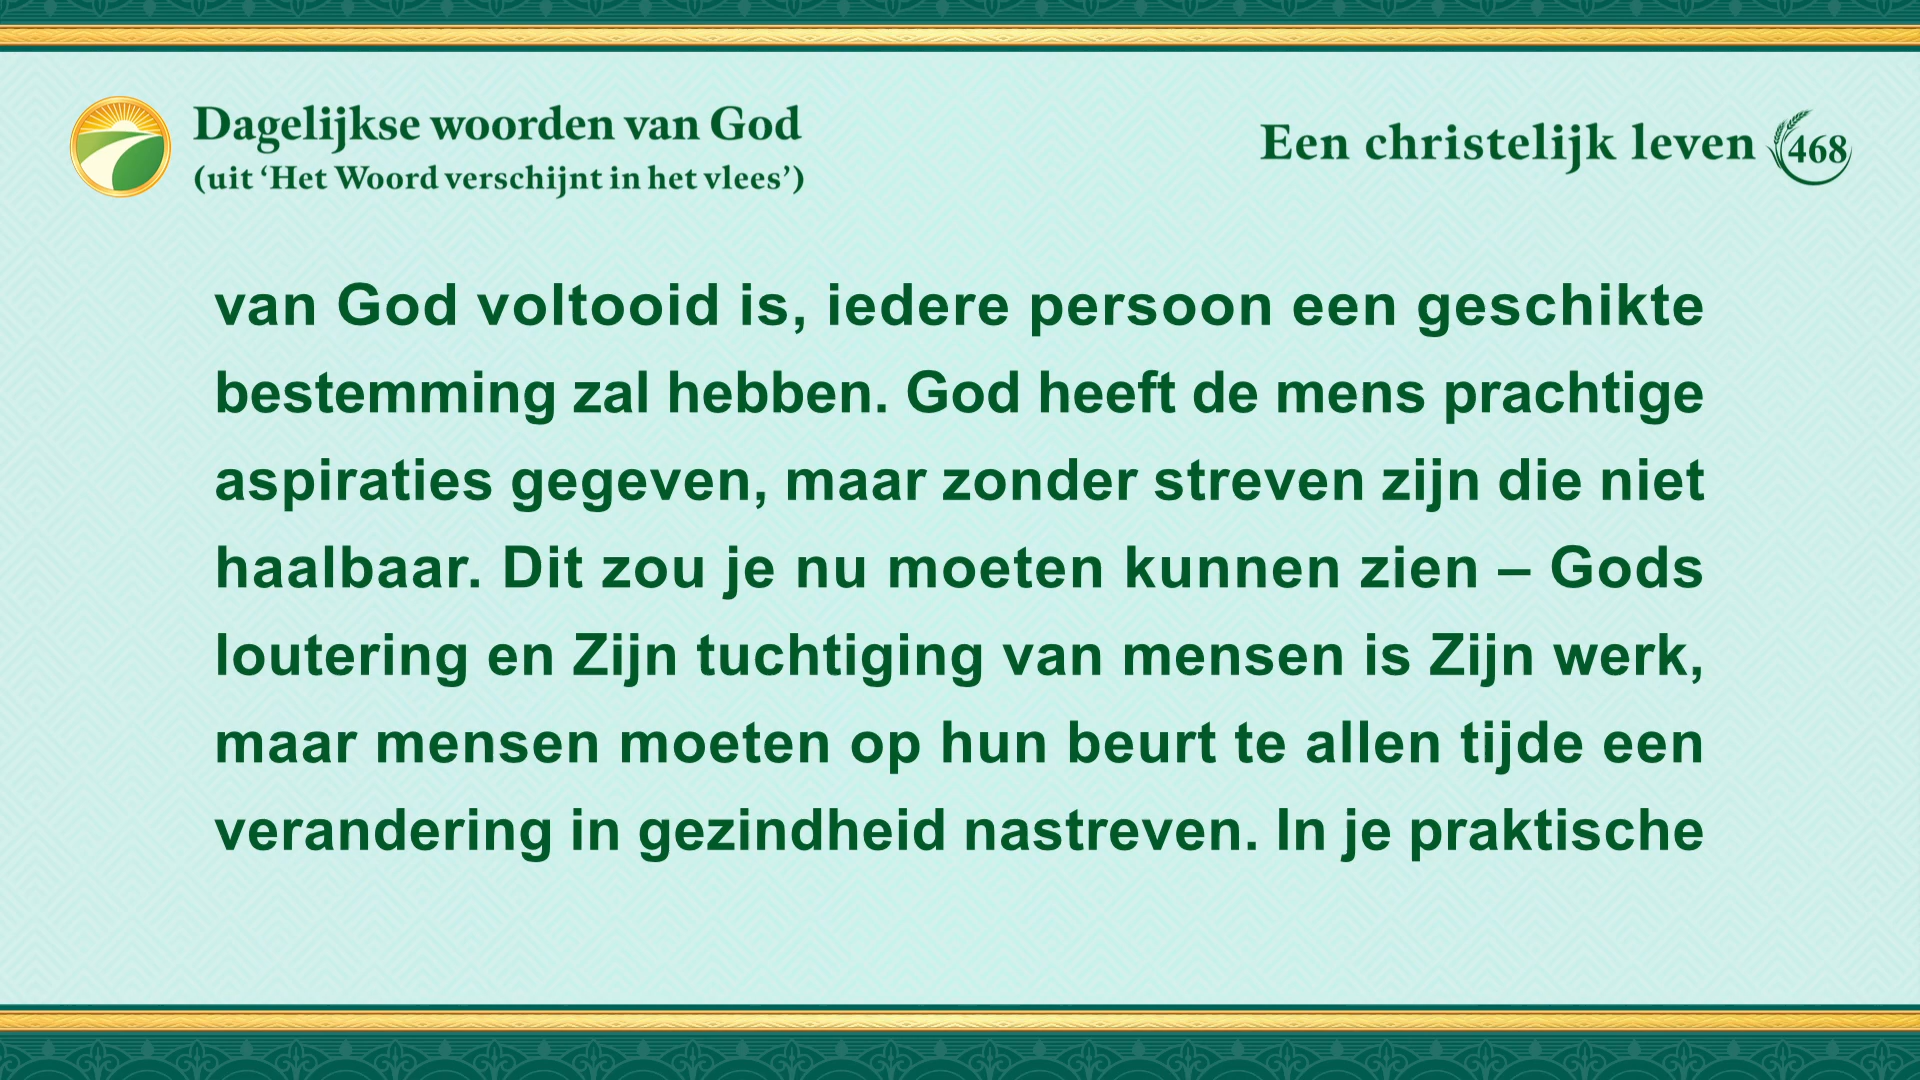 Dagelijkse woorden van God
(uit ‘Het Woord verschijnt in het vlees’)
Een christelijk leven 468
van God voltooid is, iedere persoon een geschikte
bestemming zal hebben. God heeft de mens prachtige
aspiraties gegeven, maar zonder streven zijn die niet
haalbaar. Dit zou je nu moeten kunnen zien – Gods
loutering en Zijn tuchtiging van mensen is Zijn werk,
maar mensen moeten op hun beurt te allen tijde een
verandering in gezindheid nastreven. In je praktische